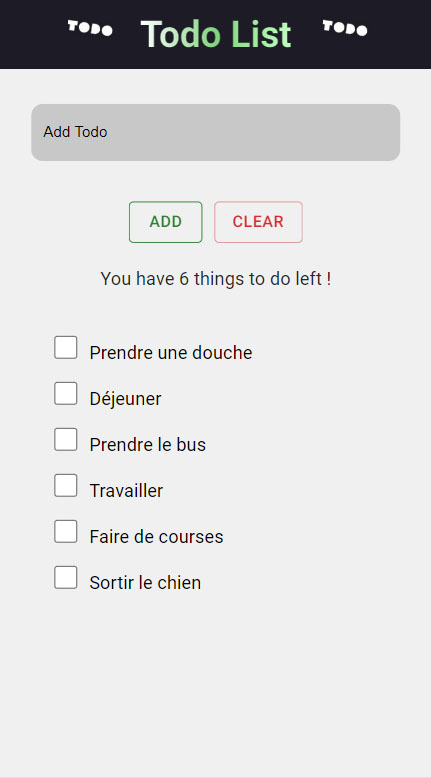 TODO Todo List TODO
Add Todo
ADD CLEAR
You have 6 things to do left !
Prendre une douche
Déjeuner
Prendre le bus
Travailler
Faire de courses
Sortir le chien